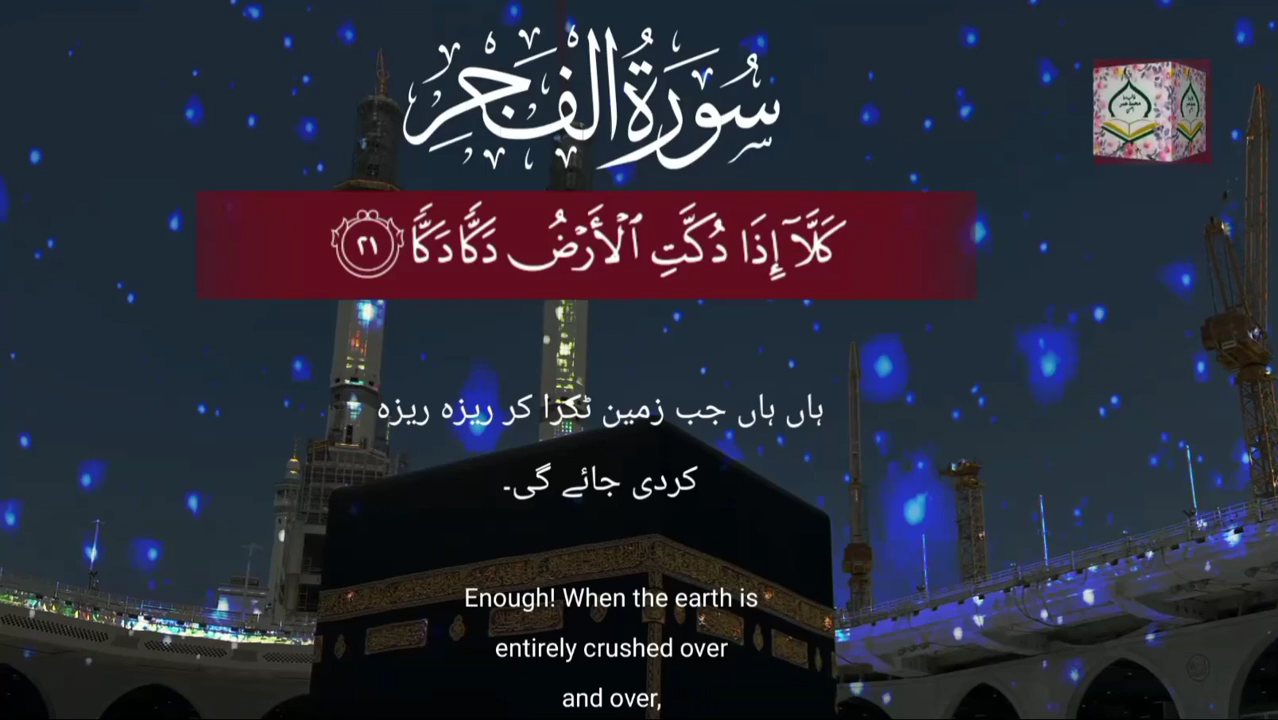 سُورَةُ الفَجْرِ
كَلَّآ إِذَا دُكَّتِ ٱلْأَرْضُ دَكًّا دَكًّا ٢١
ہاں ہاں جب زمین ٹکرا کر ریزہ ریزہ
کردی جائے گی۔
Enough! When the earth is
entirely crushed over
and over,